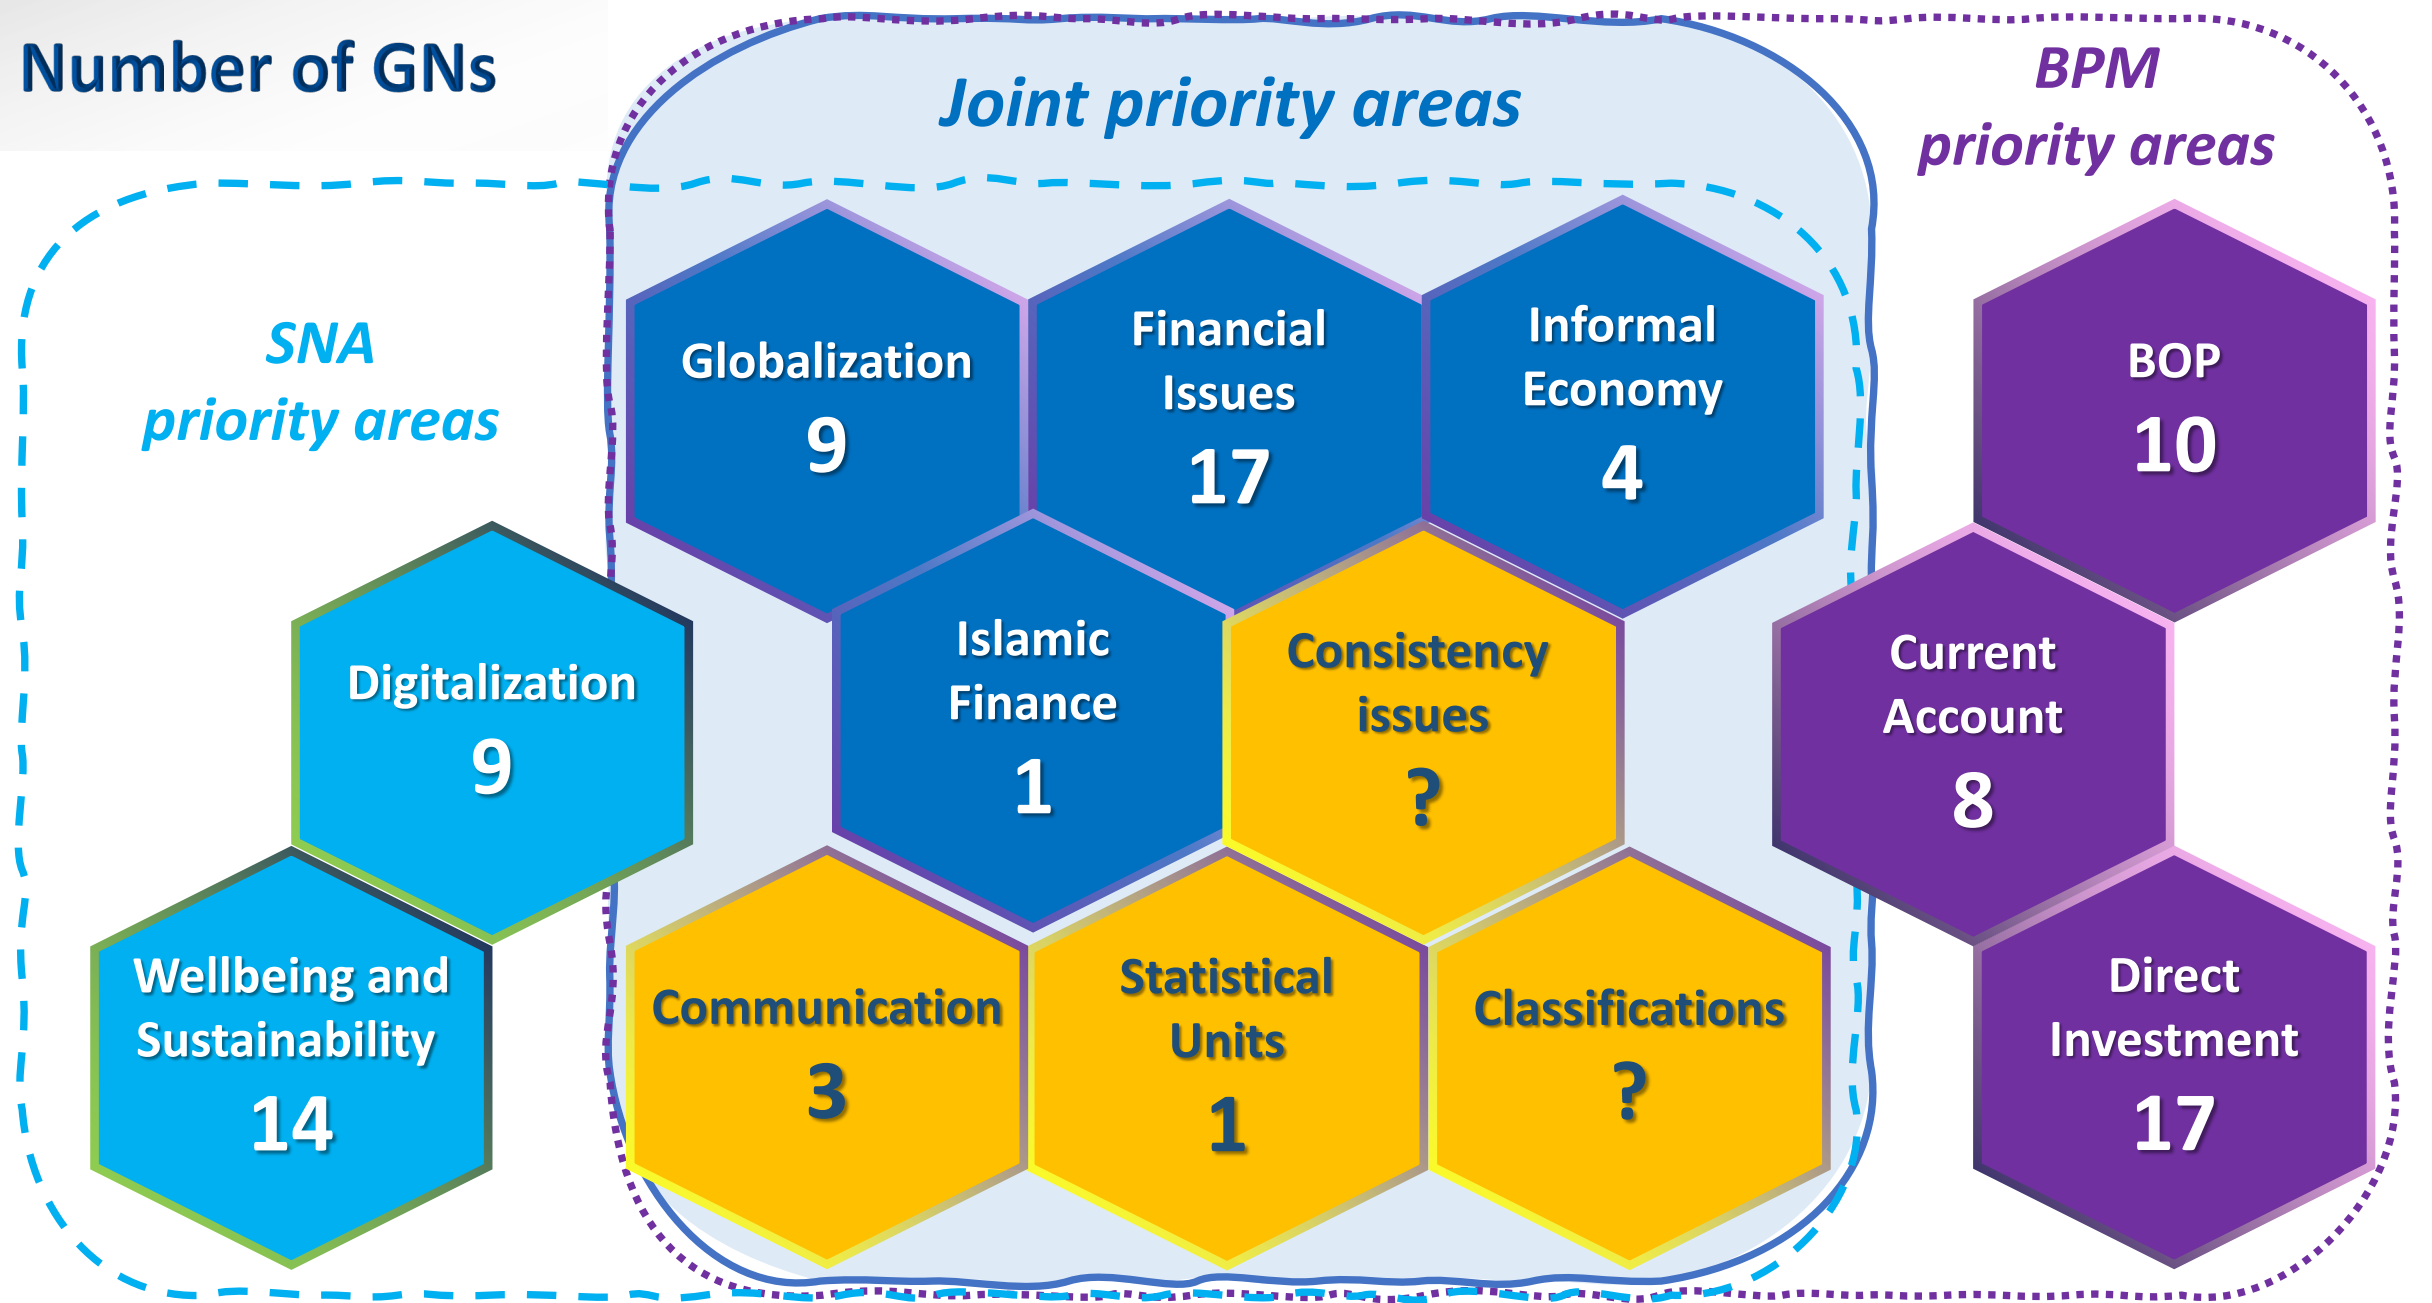 Number of GNs
Joint priority areas
BPM
priority areas
SNA
priority areas
Globalization
9
Financial
Issues
17
Informal
Economy
4
BOP
10
Digitalization
9
Islamic
Finance
1
Consistency
issues
?
Current
Account
8
Wellbeing and
Sustainability
14
Communication
3
Statistical
Units
1
Classifications
?
Direct
Investment
17